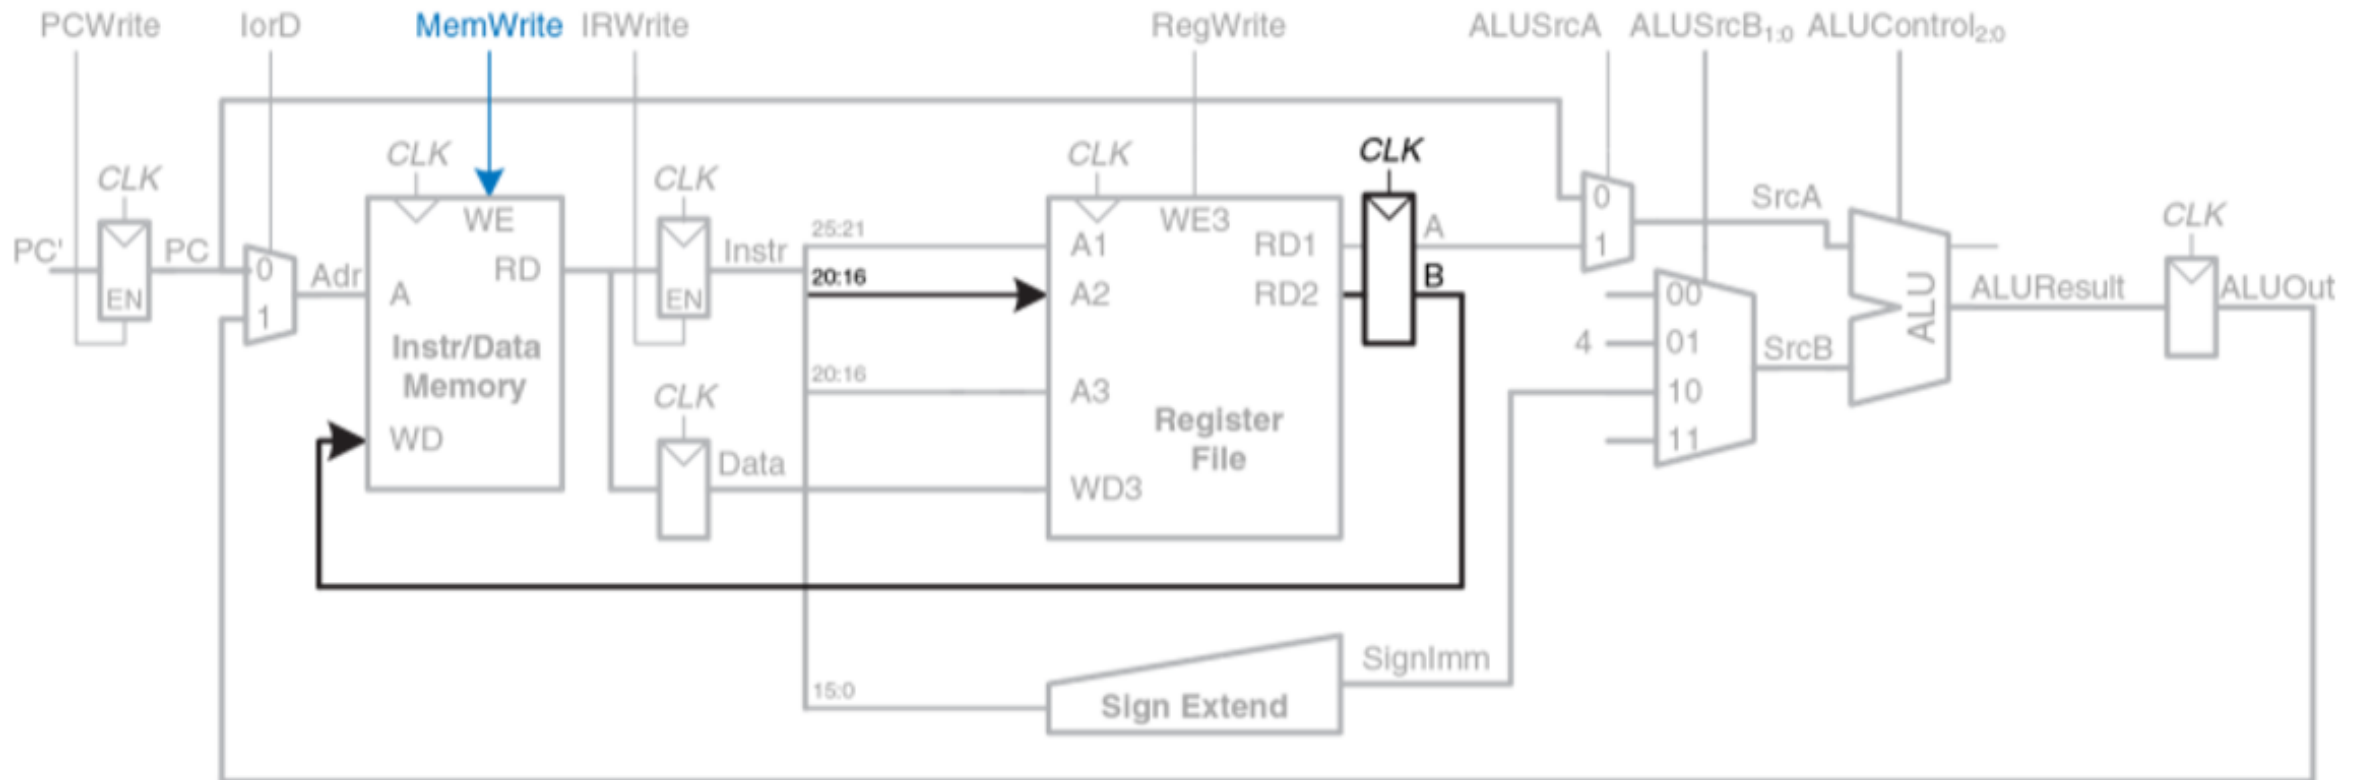 PCWrite IorD MemWrite IRWrite RegWrite ALUSrcA ALUSrcB1:0 ALUControl2:0
CLK CLK CLK CLK CLK CLK
PC' EN PC
0 1 Adr
WE A RD Instr/Data Memory WD
EN Instr
CLK Data
25:21
20:16
20:16
15:0
A1 WE3 RD1
A2 RD2
A3
Register
File
WD3
A
B
0
1
SrcA
00
4 01
10
11
SrcB
ALU
ALUResult
ALUOut
SignImm
Sign Extend